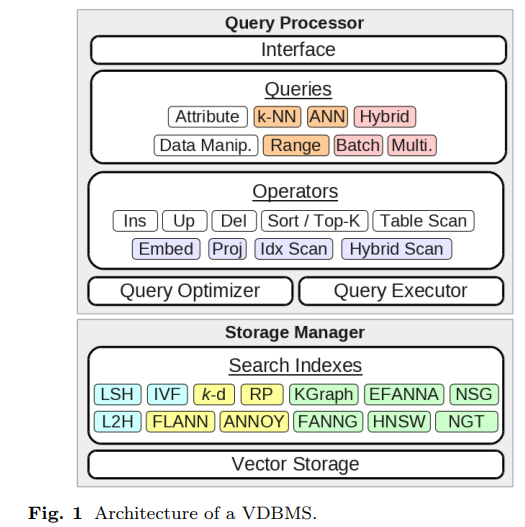 Query Processor
Interface
Queries
Attribute k-NN ANN Hybrid
Data Manip. Range Batch Multi.
Operators
Ins Up Del Sort / Top-K Table Scan
Embed Proj Idx Scan Hybrid Scan
Query Optimizer Query Executor
Storage Manager
Search Indexes
LSH IVF k-d RP KGraph EFANNA NSG
L2H FLANN ANNOY FANNG HNSW NGT
Vector Storage
Fig. 1 Architecture of a VDBMS.